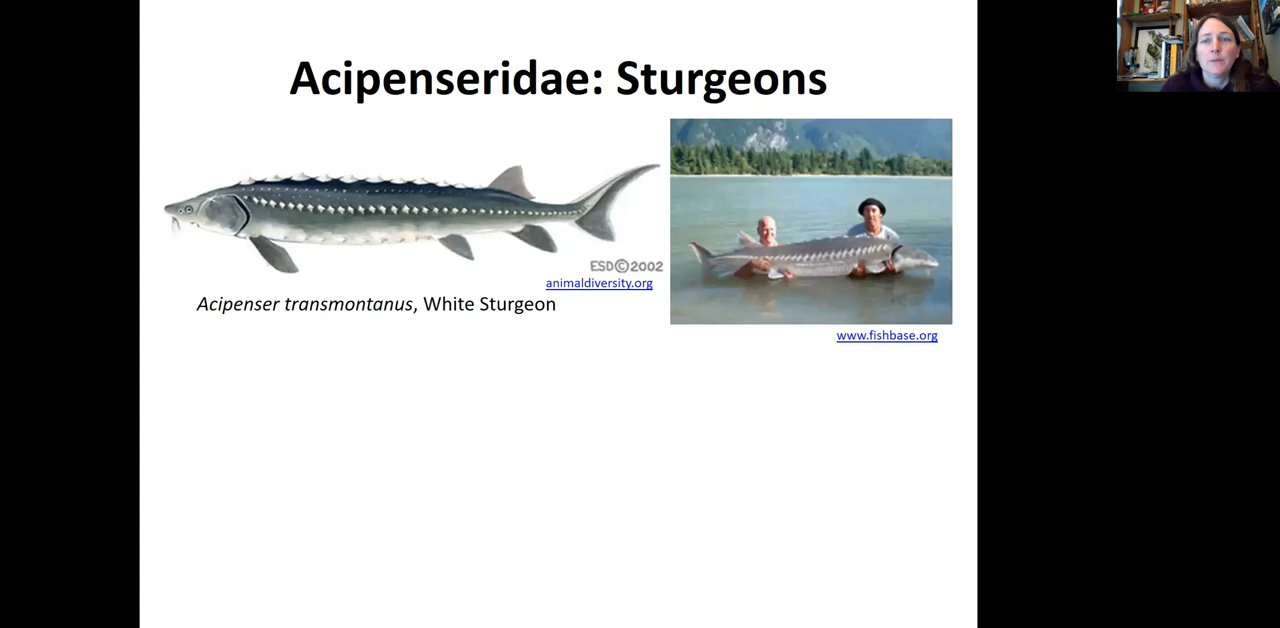 Acipenseridae: Sturgeons
ESD©2002
animaldiversity.org
Acipenser transmontanus, White Sturgeon
www.fishbase.org